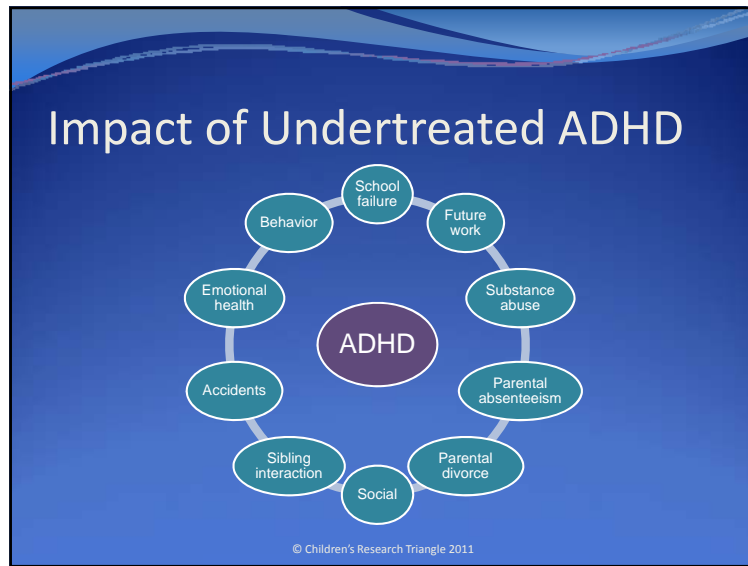 Impact of Undertreated ADHD
School
failure
Future
work
Substance
abuse
Parental
absenteeism
Parental
divorce
Social
Sibling
interaction
Accidents
Emotional
health
Behavior
ADHD
© Children's Research Triangle 2011